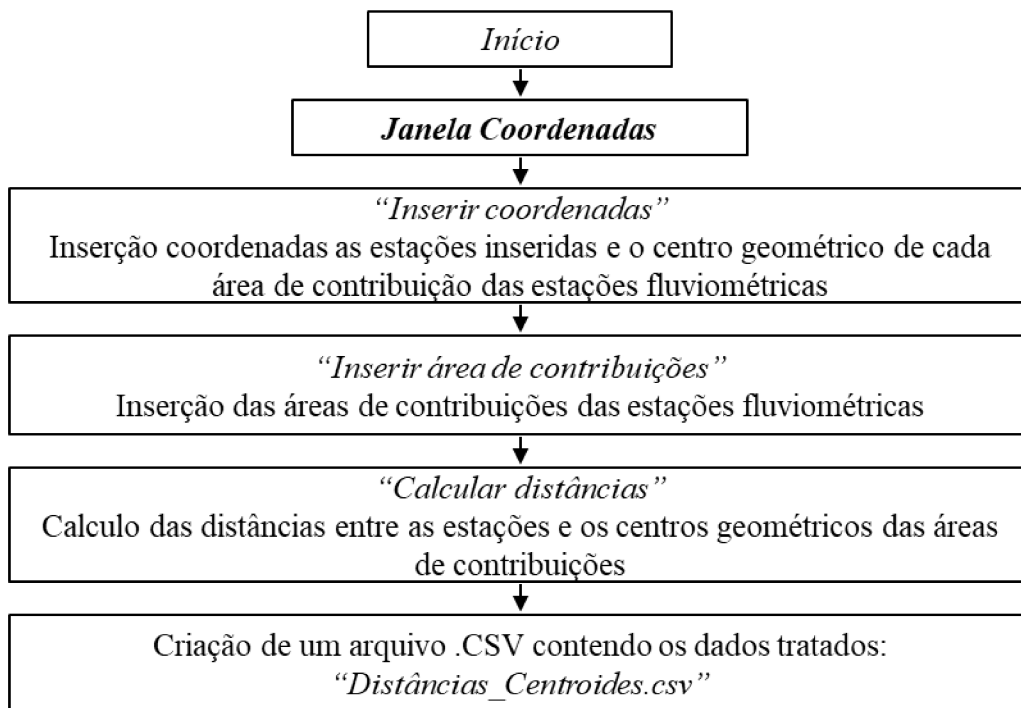 Início
Janela Coordenadas
“Inserir coordenadas”
Inserção coordenadas as estações inseridas e o centro geométrico de cada
área de contribuição das estações fluviométricas
“Inserir área de contribuições”
Inserção das áreas de contribuições das estações fluviométricas
“Calcular distâncias”
Calculo das distâncias entre as estações e os centros geométricos das áreas
de contribuições
Criação de um arquivo .CSV contendo os dados tratados:
“Distâncias_Centroides.csv”